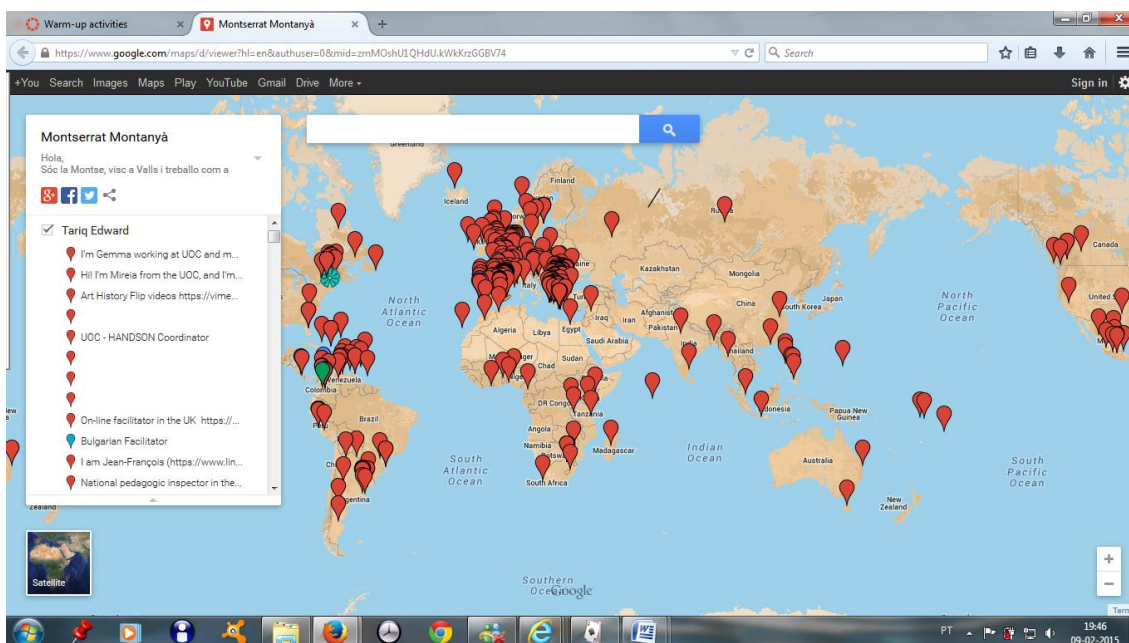 Warm-up activities
Montserrat Montanyà
https://www.google.com/maps/d/viewer?hl=en&authuser=0&mid=zmMOshU1QHdU.kWkKrzGGBV74
Search
+You Search Images Maps Play YouTube Gmail Drive More
Sign in
Montserrat Montanyà
Hola,
Sóc la Montse, visc a Valls i treballo com a
Tariq Edward
I'm Gemma working at UOC and m...
Hi! I'm Mireia from the UOC, and I'm...
Art History Flip videos https://vime...
UOC - HANDSON Coordinator
On-line facilitator in the UK https://...
Bulgarian Facilitator
I am Jean-François (https://www.lin...
National pedagogic inspector in the...
Satellite
Greenland
Iceland
Finland
Kazakhstan
Mongolia
China
South Korea
Japan
Italy
Iraq
Iran
Pakistan
Algeria
Libya
Egypt
Saudi Arabia
Chad
Sudan
DR Congo
Tanzania
Angola
Namibia
Madagascar
South Africa
Thailand
Papua New
Guinea
Australia
New
Zealand
Canada
Venezuela
Colombia
Brazil
North
Atlantic
Ocean
South
Atlantic
Ocean
Indian
Ocean
North
Pacific
Ocean
South
Pacific
Ocean
Southern
Google
PT
19:46
09-02-2015